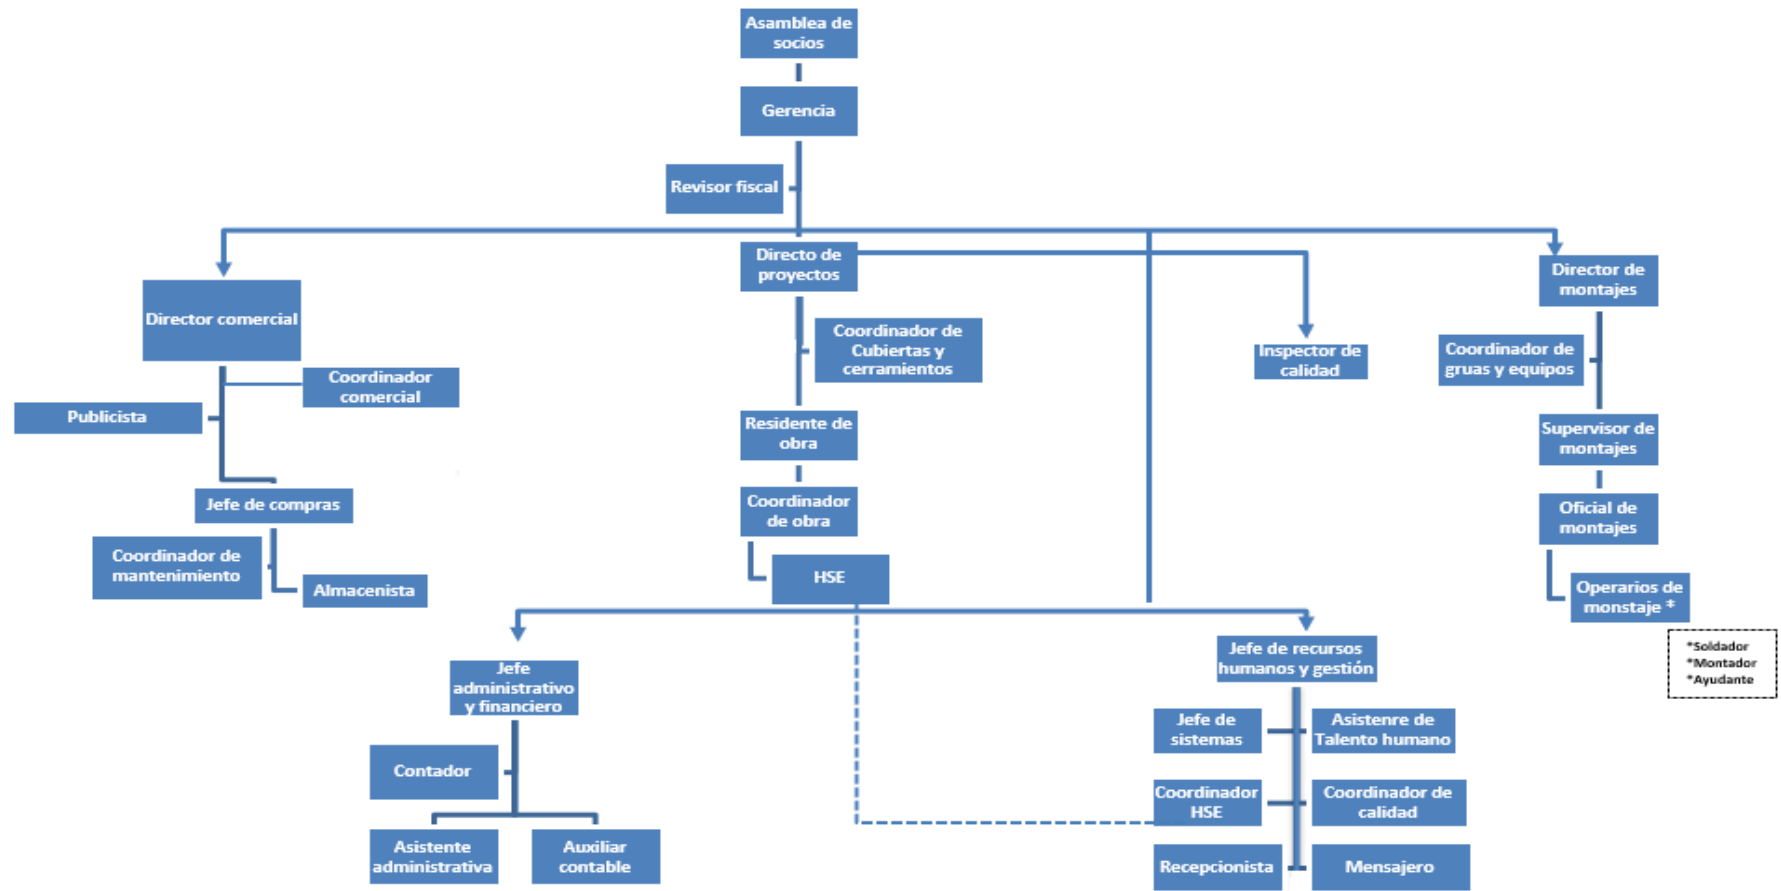 Asamblea de
socios
Gerencia
Revisor fiscal
Directo de
proyectos
Director de
montajes
Director comercial
Coordinador de
Cubiertas y
cerramientos
Inspector de
calidad
Coordinador de
gruas y equipos
Coordinador
comercial
Publicista
Residente de
obra
Supervisor de
montajes
Jefe de compras
Coordinador
de obra
Oficial de
montajes
Coordinador de
mantenimiento
Almacenista
HSE
Operarios de
monstaje *
*Soldador
*Montador
*Ayudante
Jefe
administrativo
y financiero
Jefe de recursos
humanos y gestión
Jefe de
sistemas
Asistenre de
Talento humano
Contador
Coordinador
HSE
Coordinador de
calidad
Asistente
administrativa
Auxiliar
contable
Recepcionista
Mensajero